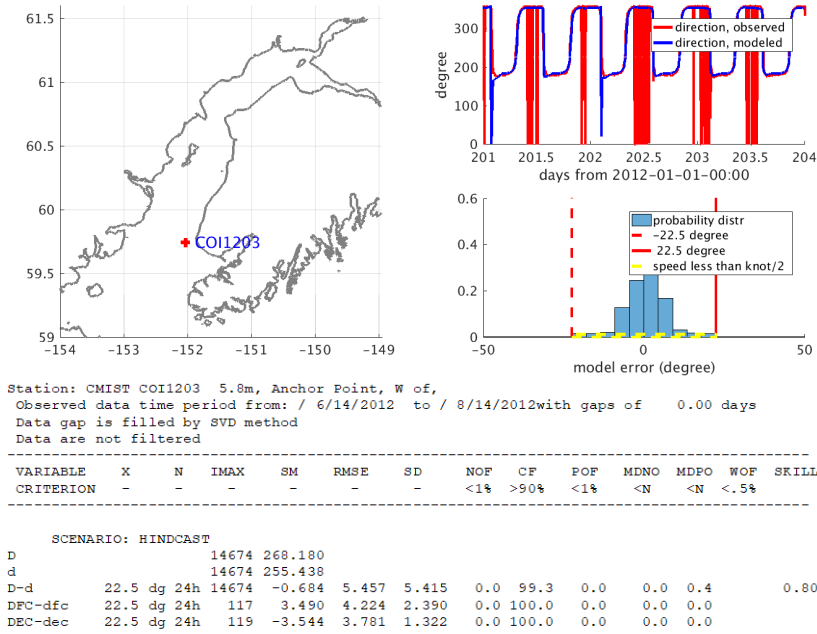 61.5
61
60.5
60
59.5
59
-154 -153 -152 -151 -150 -149
COI1203
300
200
100
0
degree
direction, observed
direction, modeled
201 201.5 202 202.5 203 203.5 204
days from 2012-01-01-00:00
0.6
0.4
0.2
0
probability distr
-22.5 degree
22.5 degree
speed less than knot/2
-50 0 50
model error (degree)
Station: CMIST COI1203 5.8m, Anchor Point, W of,
Observed data time period from: / 6/14/2012 to / 8/14/2012with gaps of 0.00 days
Data gap is filled by SVD method
Data are not filtered
--------------------------------------------------------------------------------
VARIABLE X N IMAX SM RMSE SD NOF CF POF MDNO MDPO WOF SKILL
CRITERION - - - - - - <1% >90% <1% <N <N <.5%
--------------------------------------------------------------------------------
SCENARIO: HINDCAST
D 14674 268.180
d 14674 255.438
D-d 22.5 dg 24h 14674 -0.684 5.457 5.415 0.0 99.3 0.0 0.0 0.4 0.80
DFC-dfc 22.5 dg 24h 117 3.490 4.224 2.390 0.0 100.0 0.0 0.0 0.0
DEC-dec 22.5 dg 24h 119 -3.544 3.781 1.322 0.0 100.0 0.0 0.0 0.0